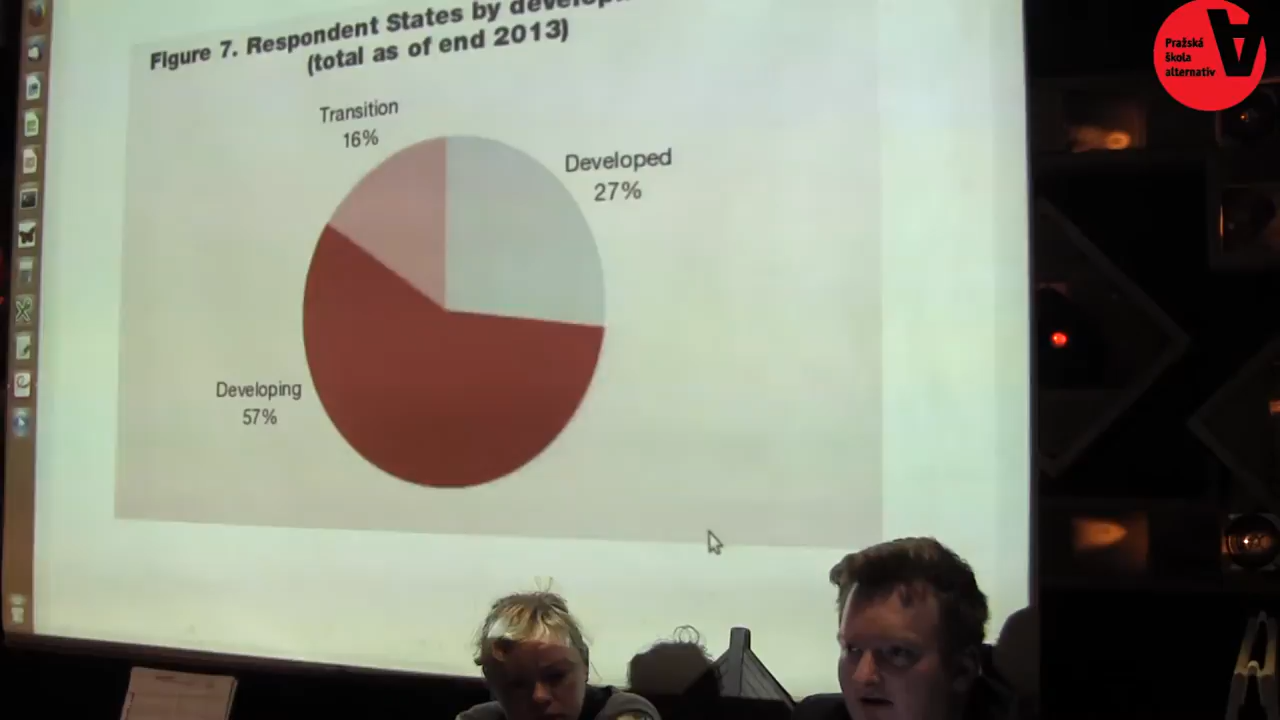 Figure 7. Respondent States by
(total as of end 2013)
Transition
16%
Developed
27%
Developing
57%
Pražská
škola
alternativ